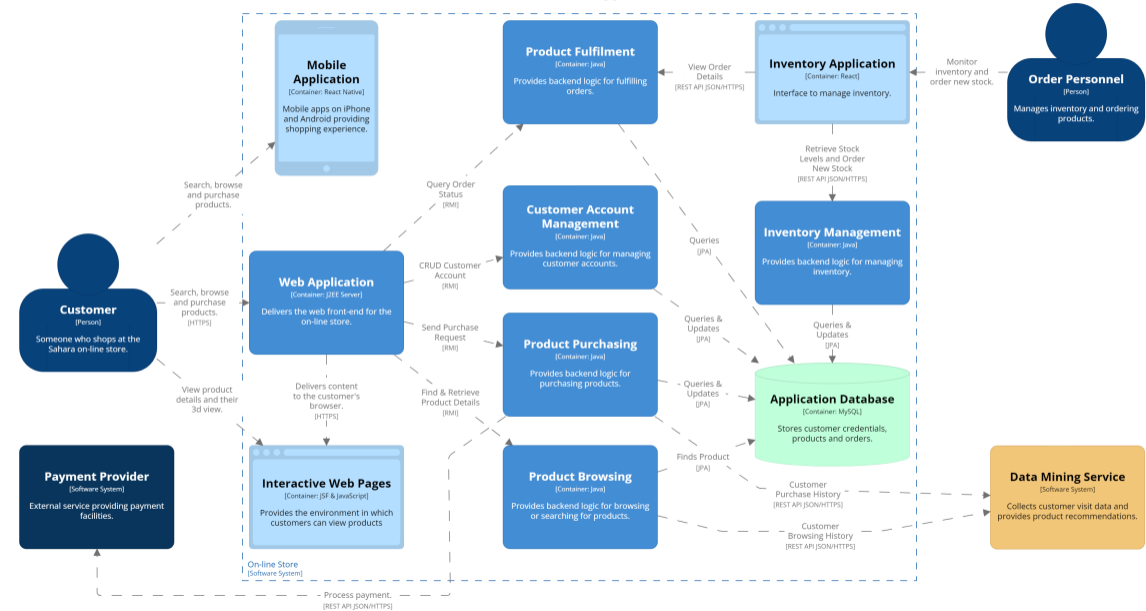 Mobile
Application
[Container: React Native]
Mobile apps on iPhone
and Android providing
shopping experience.
Product Fulfilment
[Container: Java]
Provides backend logic for fulfilling
orders.
View Order
Details
[REST API JSON/HTTPS]
Inventory Application
[Container: React]
Interface to manage inventory.
Monitor
inventory and
order new stock.
Order Personnel
[Person]
Manages inventory and ordering
products.
Search, browse
and purchase
products.
Query Order
Status
[RMI]
Retrieve Stock
Levels and Order
New Stock
[REST API JSON/HTTPS]
Customer Account
Management
[Container: Java]
Provides backend logic for managing
customer accounts.
Queries
[JPA]
Inventory Management
[Container: Java]
Provides backend logic for managing
inventory.
Customer
[Person]
Someone who shops at the
Sahara on-line store.
Search, browse
and purchase
products.
[HTTPS]
Web Application
[Container: J2EE Server]
Delivers the web front-end for the
on-line store.
CRUD Customer
Account
[RMI]
Send Purchase
Request
[RMI]
Product Purchasing
[Container: Java]
Provides backend logic for
purchasing products.
Queries &
Updates
[JPA]
Queries &
Updates
[JPA]
View product
details and their
3d view.
Delivers content
to the customer's
browser.
[HTTPS]
Find & Retrieve
Product Details
[RMI]
Queries &
Updates
[JPA]
Application Database
[Container: MySQL]
Stores customer credentials,
products and orders.
Payment Provider
[Software System]
External service providing payment
facilities.
Interactive Web Pages
[Container: JSF & JavaScript]
Provides the environment in which
customers can view products
Product Browsing
[Container: Java]
Provides backend logic for browsing
or searching for products.
Finds Product
[JPA]
Customer
Purchase History
[REST API JSON/HTTPS]
Customer
Browsing History
[REST API JSON/HTTPS]
Data Mining Service
[Software System]
Collects customer visit data and
provides product recommendations.
On-line Store
[Software System]
Process payment.
[REST API JSON/HTTPS]